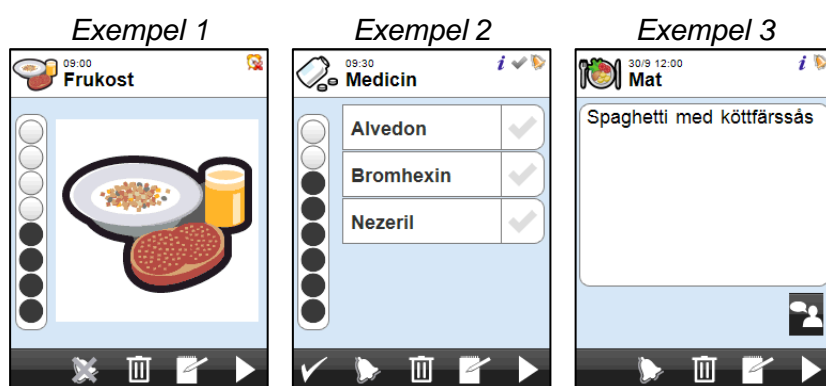 Exempel 1
Exempel 2
Exempel 3
09:00
Frukost
09:30
Medicin
i
Alvedon
Bromhexin
Nezeril
30/9 12:00
Mat
i
Spaghetti med köttfärssås